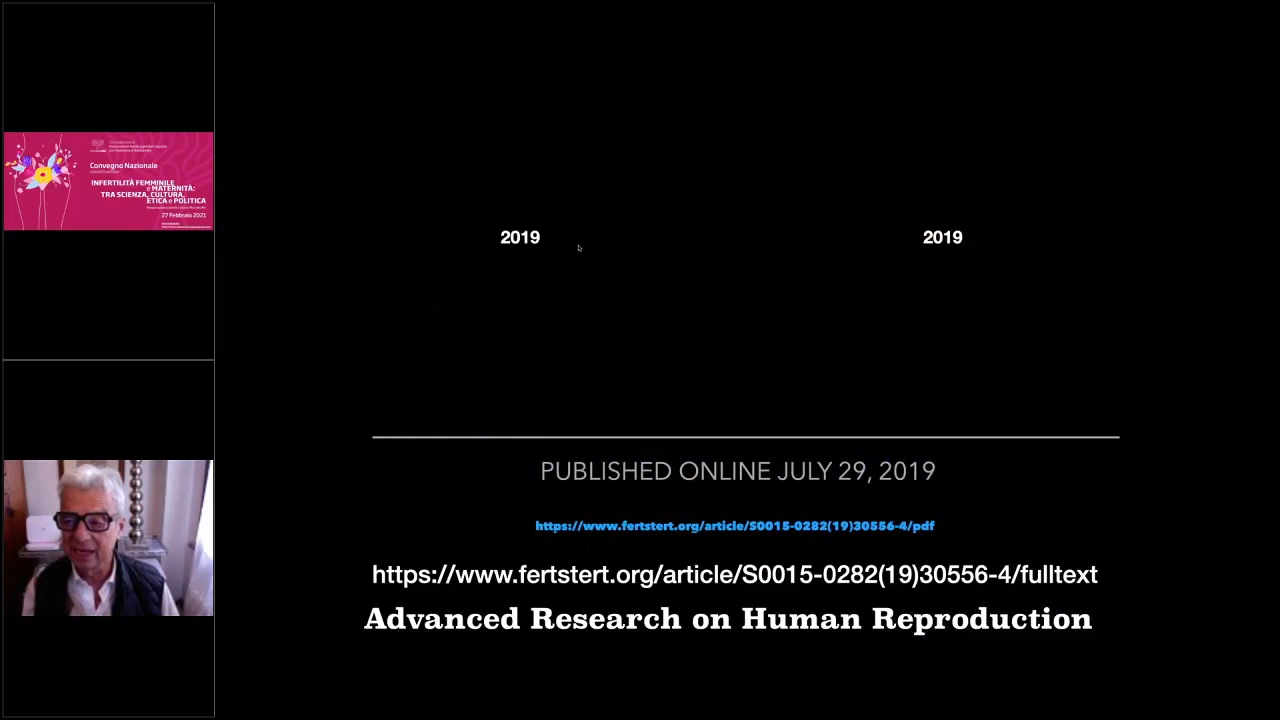 Convegno Nazionale
INFERTILITÀ FEMMINILE
e MATERNITÀ:
TRA SCIENZA, CULTURA,
ETICA e POLITICA
27 Febbraio 2021
2019
2019
PUBLISHED ONLINE JULY 29, 2019
https://www.fertstert.org/article/S0015-0282(19)30556-4/pdf
https://www.fertstert.org/article/S0015-0282(19)30556-4/fulltext
Advanced Research on Human Reproduction